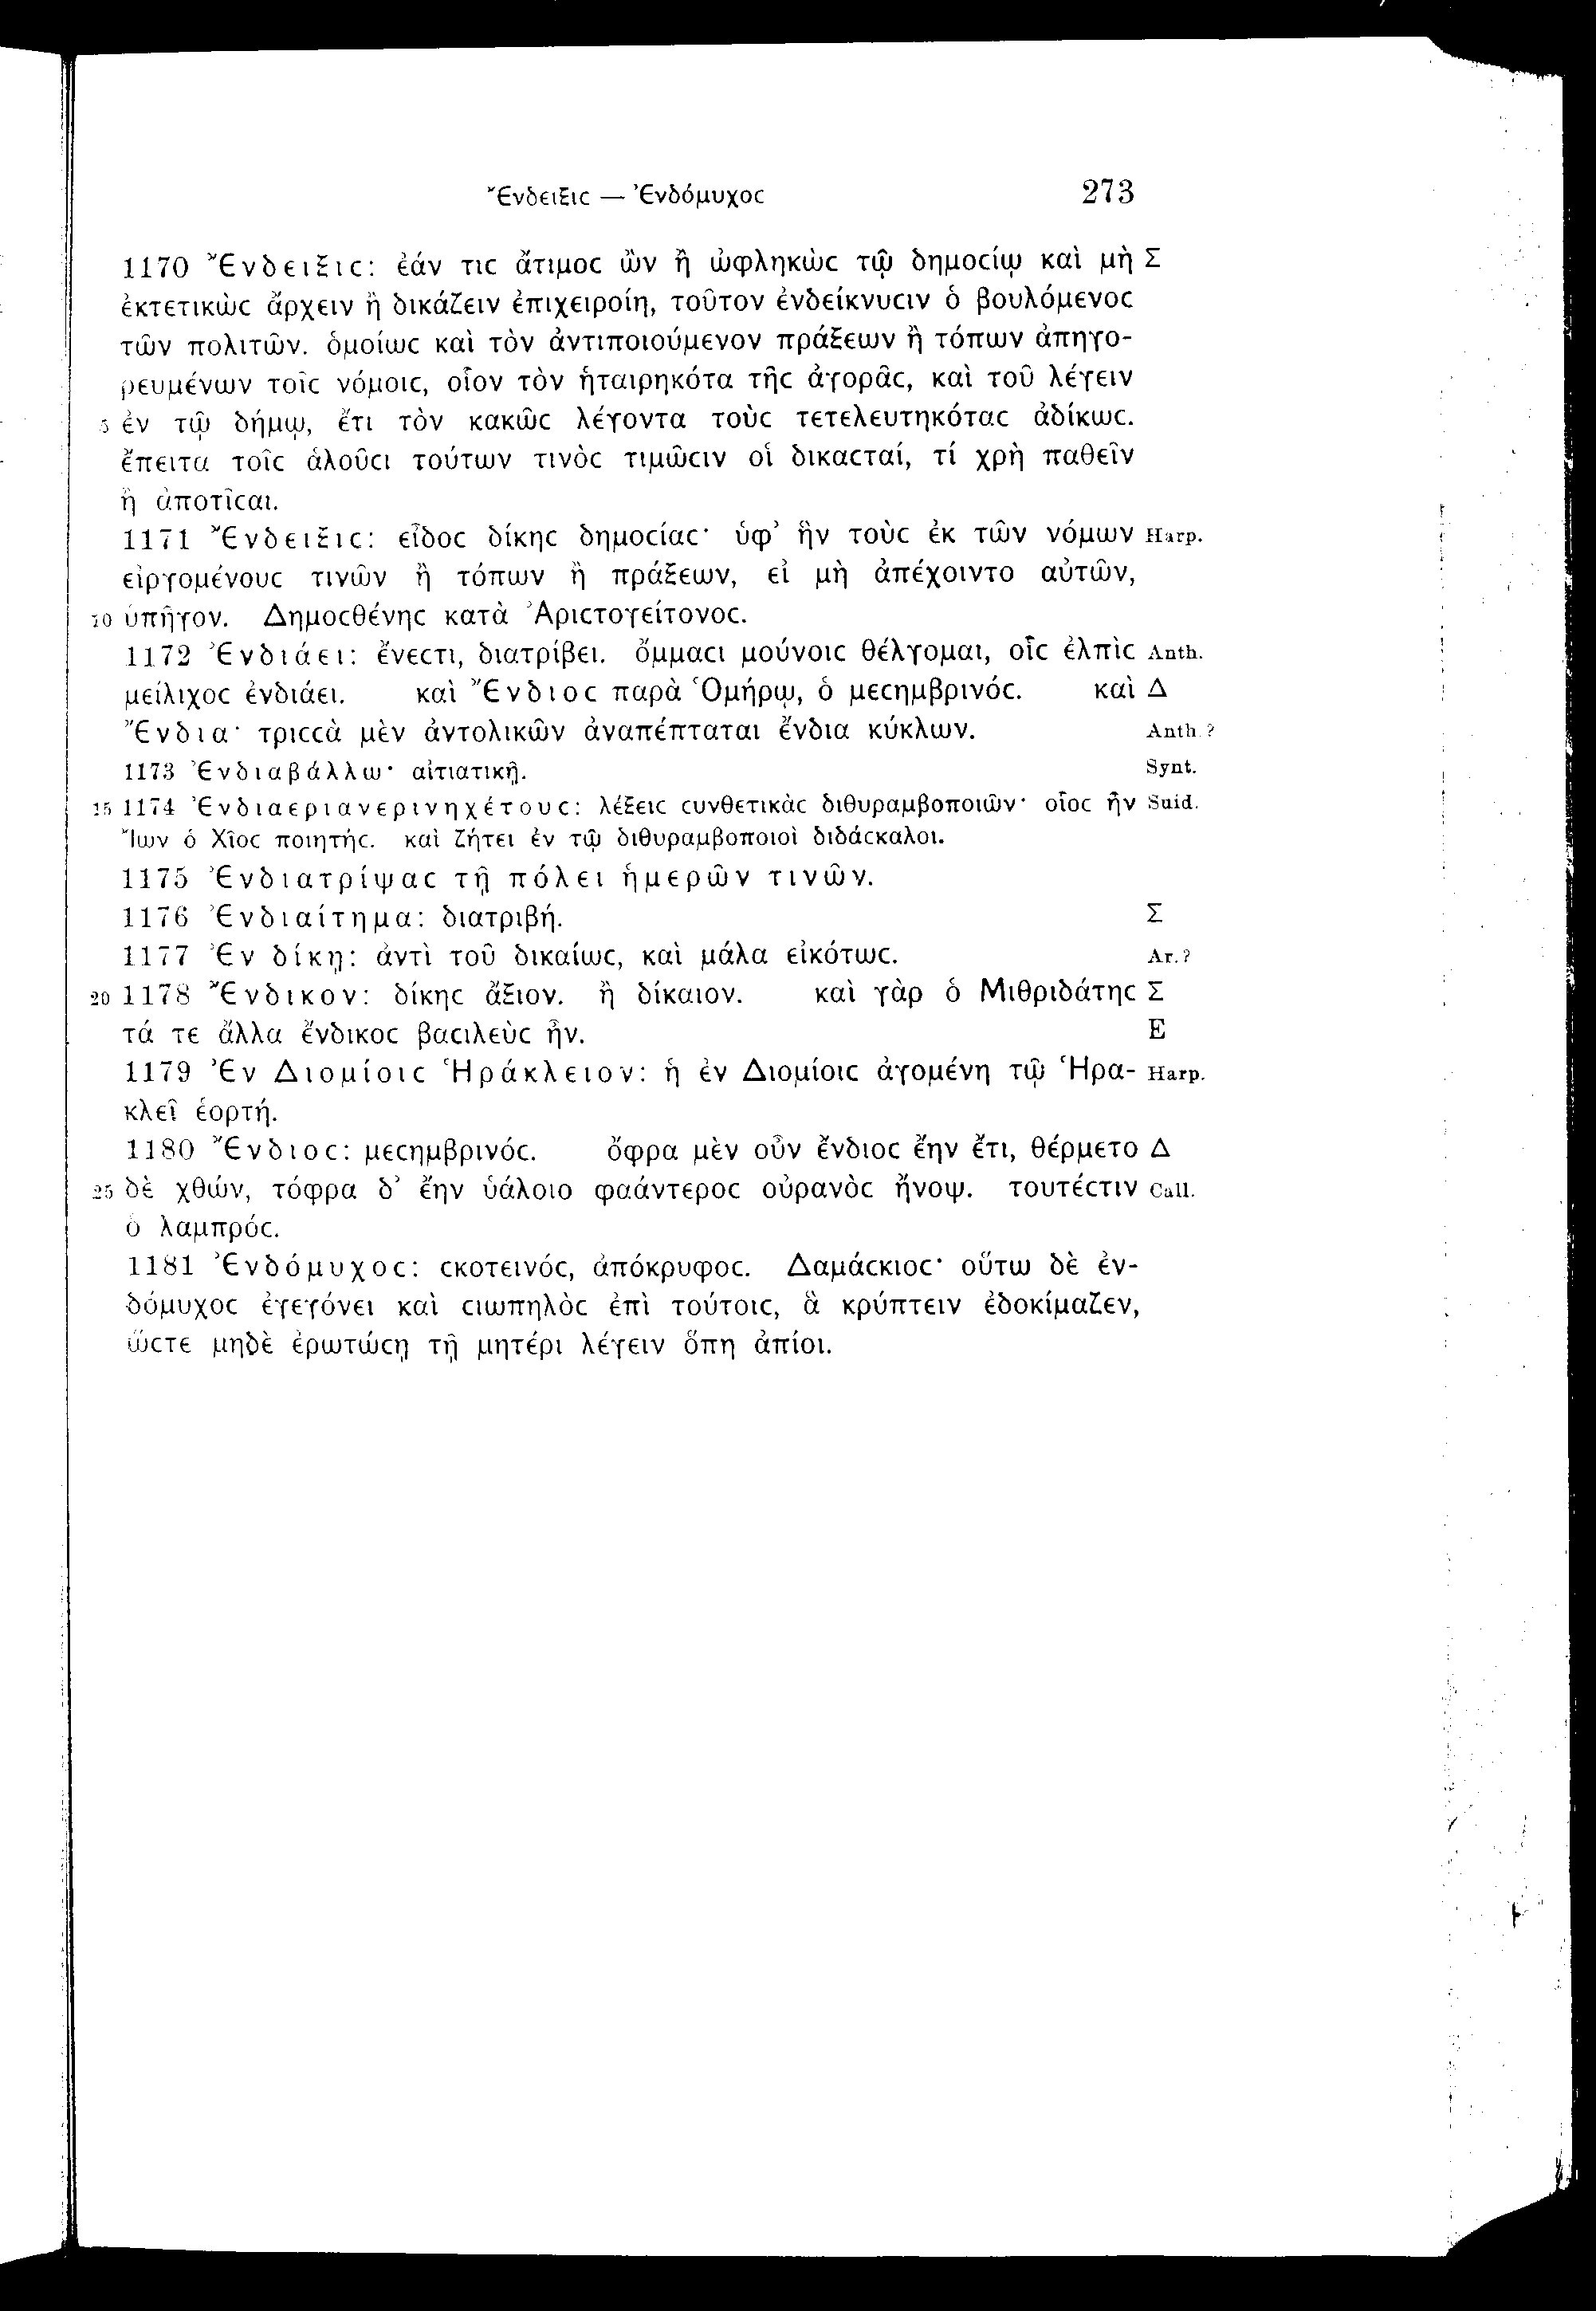 Ἔνδειξιϲ — Ἐνδόμυχοϲ 273
1170 Ἔνδειξιϲ: ἐάν τιϲ ἄτιμοϲ ὢν ἢ ὠφληκὼϲ τῷ δημοϲίῳ καὶ μὴ Σ
ἐκτετικὼϲ ἄρχειν ἢ δικάζειν ἐπιχειροίη, τοῦτον ἐνδείκνυϲιν ὁ βουλόμενοϲ
τῶν πολιτῶν. ὁμοίωϲ καὶ τὸν ἀντιποιούμενον πράξεων ἢ τόπων ἀπηγο-
ρευμένων τοῖϲ νόμοιϲ, οἷον τὸν ἡταιρηκότα τῆϲ ἀγορᾶϲ, καὶ τοῦ λέγειν
5 ἐν τῷ δήμῳ, ἔτι τὸν κακῶϲ λέγοντα τοὺϲ τετελευτηκόταϲ ἀδίκωϲ.
ἔπειτα τοῖϲ ἁλοῦϲι τούτων τινὸϲ τιμῶϲιν οἱ δικαϲταί, τί χρὴ παθεῖν
ἢ ἀποτῖϲαι.
1171 Ἔνδειξιϲ: εἶδοϲ δίκηϲ δημοϲίαϲ· ὑφ’ ἣν τοὺϲ ἐκ τῶν νόμων Harp.
εἰργομένουϲ τινῶν ἢ τόπων ἢ πράξεων, εἰ μὴ ἀπέχοιντο αὐτῶν,
10 ὑπῆγον. Δημοϲθένηϲ κατὰ Ἀριϲτογείτονοϲ.
1172 Ἐνδιάει: ἔνεϲτι, διατρίβει. ὄμμαϲι μούνοιϲ θέλγομαι, οἷϲ ἐλπὶϲ Anth.
μείλιχοϲ ἐνδιάει. καὶ Ἔνδιοϲ παρὰ Ὁμήρῳ, ὁ μεϲημβρινόϲ. καὶ Δ
Ἔνδια· τριϲϲὰ μὲν ἀντολικῶν ἀναπέπταται ἔνδια κύκλων. Anth.?
1173 Ἐνδιαβάλλω· αἰτιατικῇ. Synt.
15 1174 Ἐνδιαεριανερινηχέτουϲ: λέξειϲ ϲυνθετικὰϲ διθυραμβοποιῶν· οἷοϲ ἦν Suid.
Ἴων ὁ Χῖοϲ ποιητήϲ. καὶ ζήτει ἐν τῷ διθυραμβοποιοὶ διδάϲκαλοι.
1175 Ἐνδιατρίψαϲ τῇ πόλει ἡμερῶν τινῶν.
1176 Ἐνδιαίτημα: διατριβή. Σ
1177 Ἐν δίκῃ: ἀντὶ τοῦ δικαίωϲ, καὶ μάλα εἰκότωϲ. Ar.?
20 1178 Ἔνδικον: δίκηϲ ἄξιον. ἢ δίκαιον. καὶ γὰρ ὁ Μιθριδάτηϲ Σ
τά τε ἄλλα ἔνδικοϲ βαϲιλεὺϲ ἦν. E
1179 Ἐν Διομίοιϲ Ἡράκλειον: ἡ ἐν Διομίοιϲ ἀγομένη τῷ Ἡρα- Harp.
κλεῖ ἑορτή.
1180 Ἔνδιοϲ: μεϲημβρινόϲ. ὄφρα μὲν οὖν ἔνδιοϲ ἔην ἔτι, θέρμετο Δ
25 δὲ χθών, τόφρα δ’ ἔην ὑάλοιο φαάντεροϲ οὐρανὸϲ ἤνοψ. τουτέϲτιν Call.
ὁ λαμπρόϲ.
1181 Ἐνδόμυχοϲ: ϲκοτεινόϲ, ἀπόκρυφοϲ. Δαμάϲκιοϲ· οὕτω δὲ ἐν-
δόμυχοϲ ἐγεγόνει καὶ ϲιωπηλὸϲ ἐπὶ τούτοιϲ, ἃ κρύπτειν ἐδοκίμαζεν,
ὥϲτε μηδὲ ἐρωτώϲῃ τῇ μητέρι λέγειν ὅπη ἀπίοι.